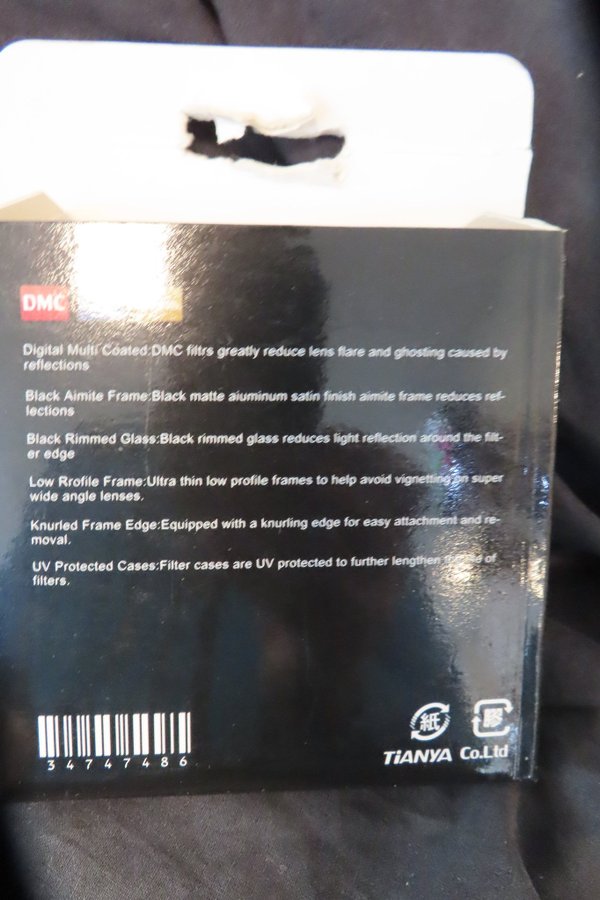 DMC
Digital Multi Coated:DMC filtrs greatly reduce lens flare and ghosting caused by
reflections
Black Aimite Frame:Black matte aiuminum satin finish aimite frame reduces ref-
lections
Black Rimmed Glass:Black rimmed glass reduces light reflection around the filt-
er edge
Low Rrofile Frame:Ultra thin low profile frames to help avoid vignetting on super
wide angle lenses.
Knurled Frame Edge:Equipped with a knurling edge for easy attachment and re-
moval.
UV Protected Cases:Filter cases are UV protected to further lengthen of
filters.
紙 膠
34747486
TiANYA Co.Ltd